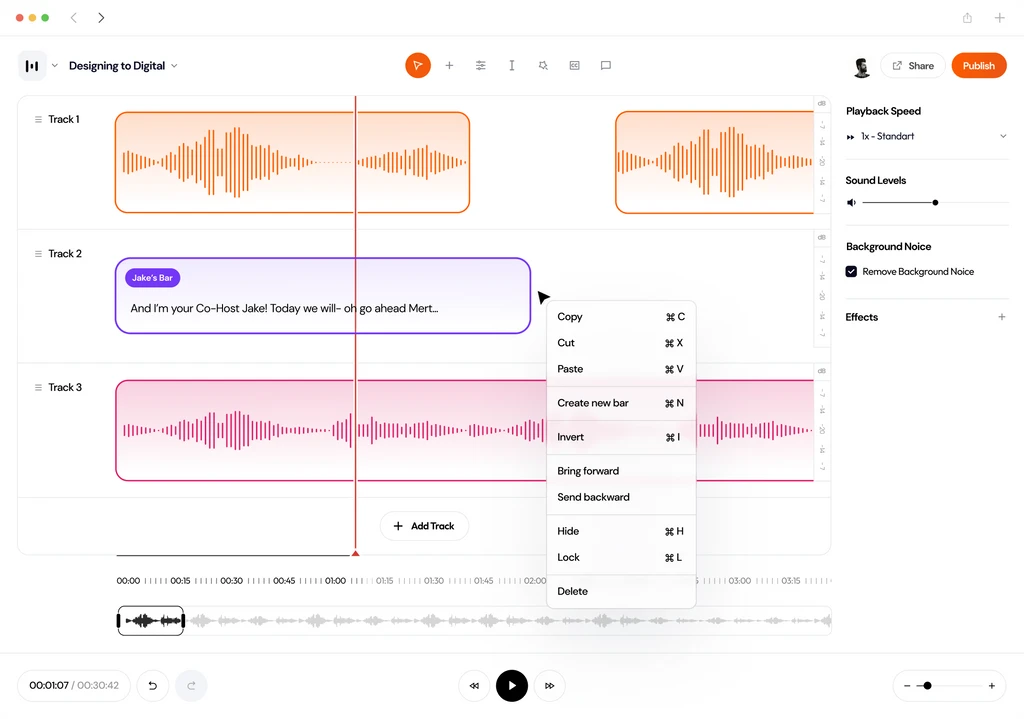 Designing to Digital
Share
Publish
Track 1
dB
-7
-14
-20
-14
-7
Playback Speed
1x - Standart
Sound Levels
Background Noice
Remove Background Noice
Effects
Track 2
dB
-7
-14
-20
-14
-7
Jake's Bar
And I'm your Co-Host Jake! Today we will- oh go ahead Mert...
Copy ⌘ C
Cut ⌘ X
Paste ⌘ V
Create new bar ⌘ N
Invert ⌘ I
Bring forward
Send backward
Hide ⌘ H
Lock ⌘ L
Delete
Track 3
dB
-7
-14
-20
-14
-7
Add Track
00:00 00:15 00:30 00:45 01:00 01:15 01:30 01:45 02:00 03:00 03:15
00:01:07 / 00:30:42